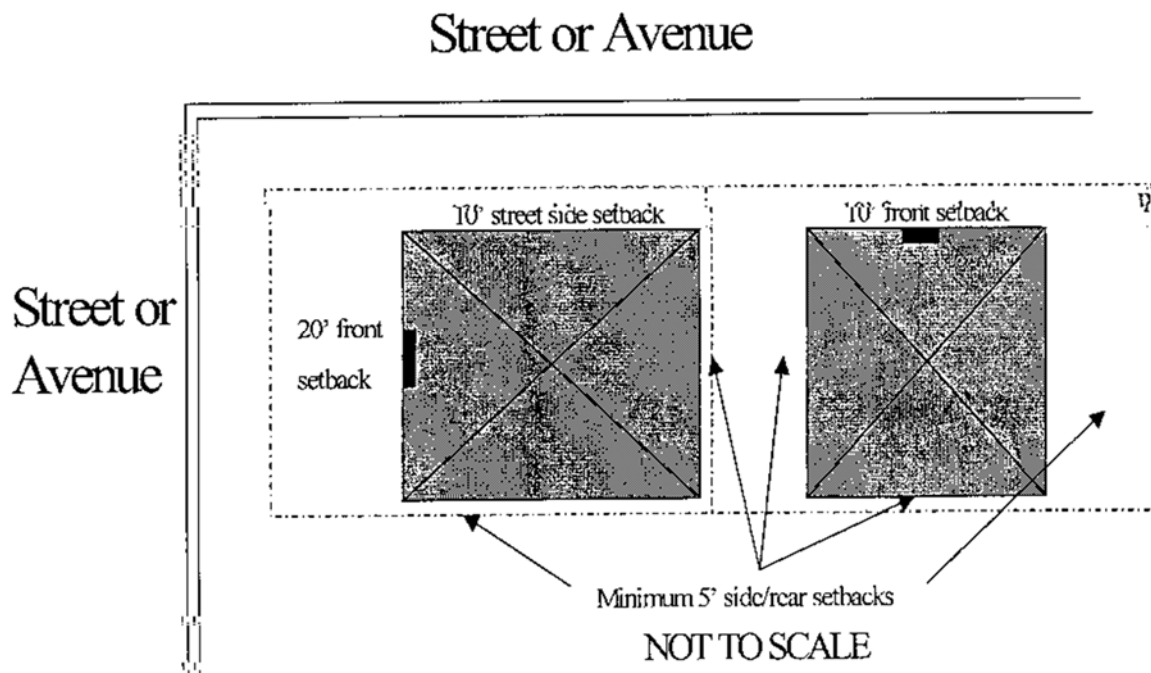 Street or Avenue
10' street side setback
10' front setback
Street or
Avenue
20' front
setback
Minimum 5' side/rear setbacks
NOT TO SCALE